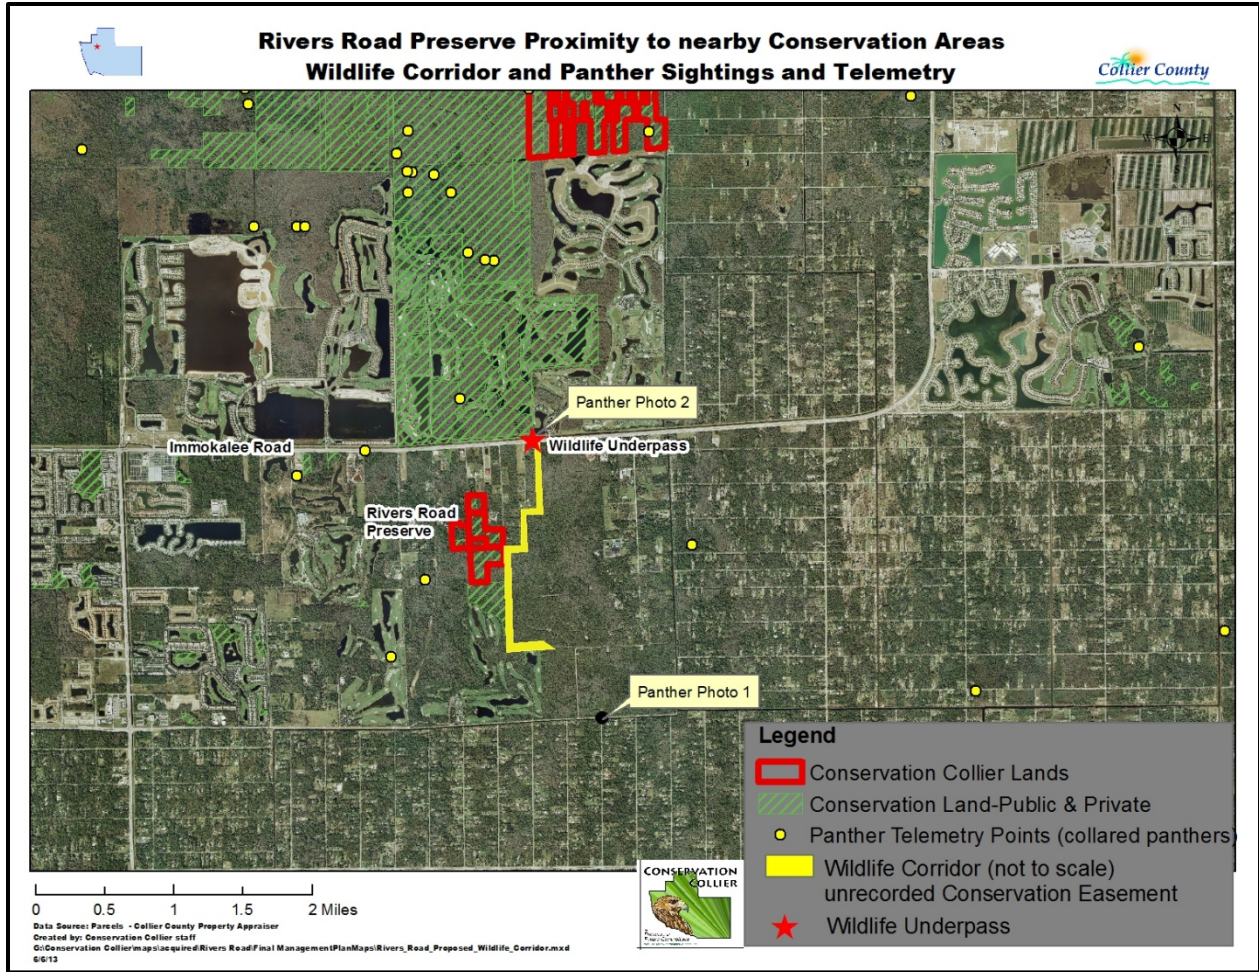 Rivers Road Preserve Proximity to nearby Conservation Areas
Wildlife Corridor and Panther Sightings and Telemetry
Collier County
N
Panther Photo 2
Immokalee Road
Wildlife Underpass
Rivers Road
Preserve
Panther Photo 1
Legend
Conservation Collier Lands
Conservation Land-Public & Private
Panther Telemetry Points (collared panthers)
Wildlife Corridor (not to scale)
unrecorded Conservation Easement
Wildlife Underpass
CONSERVATION
COLLIER
0 0.5 1 1.5 2 Miles
Data Source: Parcels - Collier County Property Appraiser
Created by: Conservation Collier staff
G:\Conservation Collier\maps\acquired\Rivers Road\Final ManagementPlanMaps\Rivers_Road_Proposed_Wildlife_Corridor.mxd
6/6/13